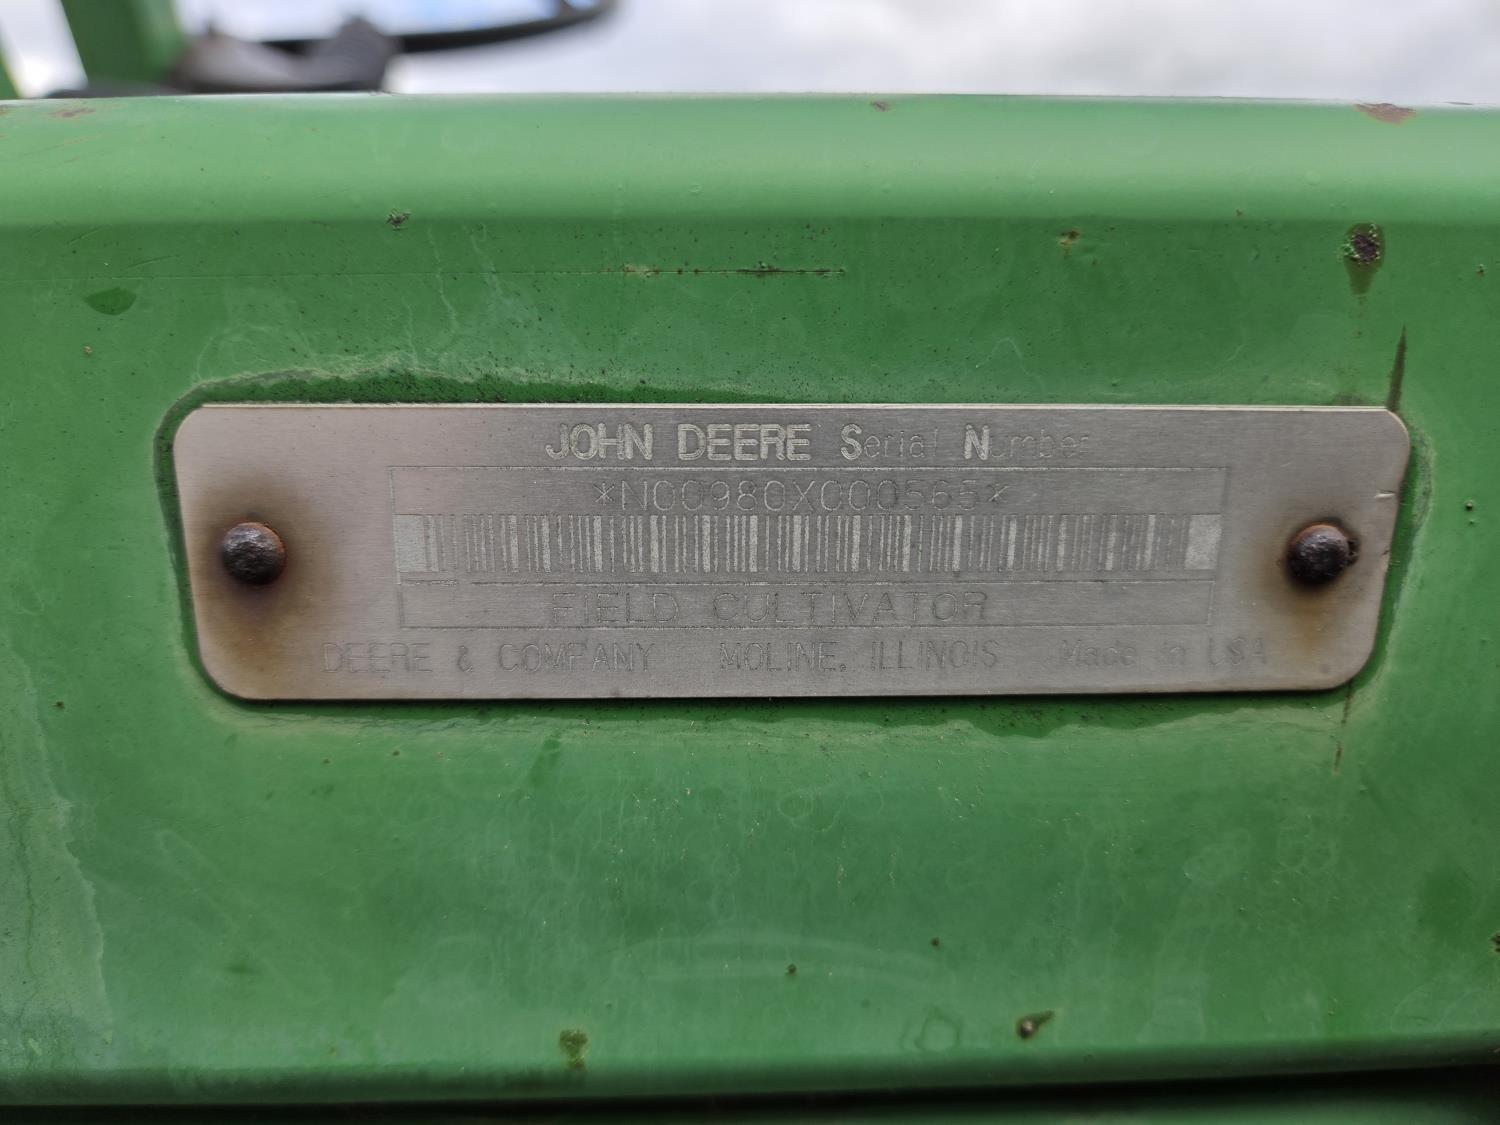 JOHN DEERE Serial Number
*N00980X000565*
FIELD CULTIVATOR
DEERE & COMPANY MOLINE, ILLINOIS Made in USA